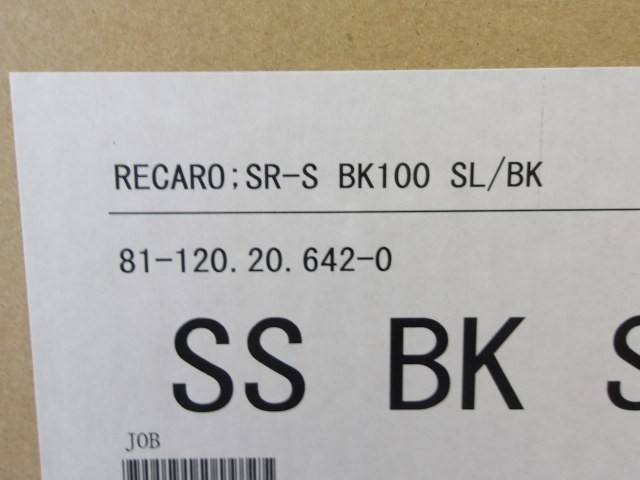 RECARO;SR-S BK100 SL/BK
81-120.20.642-0
SS BK S
JOB